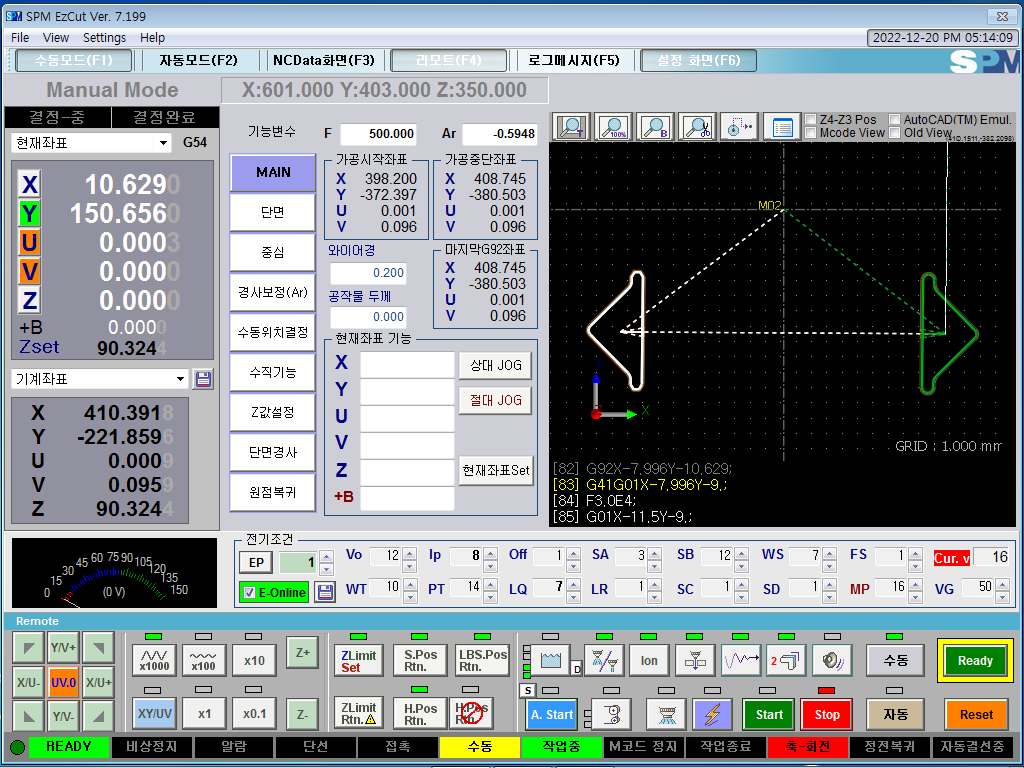 SPM SPM EzCut Ver. 7.199
File View Settings Help
2022-12-20 PM 05:14:09
수동모드(F1) 자동모드(F2) NCData화면(F3) 리모트(F4) 로그메시지(F5) 설정 화면(F6) SPM
Manual Mode X:601.000 Y:403.000 Z:350.000
결정-중 결정완료
현재좌표 G54
X 10.6290
Y 150.6560
U 0.0003
V 0.0000
Z 0.0000
+B 0.0000
Zset 90.3244
기계좌표
X 410.3918
Y -221.8596
U 0.0009
V 0.0959
Z 90.3244
기능변수 F 500.000 Ar -0.5948
MAIN
단면
중심
경사보정(Ar)
수동위치결정
수직기능
Z값설정
단면경사
원점복귀
가공시작좌표
X 398.200
Y -372.397
U 0.001
V 0.096
가공중단좌표
X 408.745
Y -380.503
U 0.001
V 0.096
와이어경
0.200
공작물 두께
0.000
마지막G92좌표
X 408.745
Y -380.503
U 0.001
V 0.096
현재좌표 기능
X
Y
U
V
Z
+B
상대 JOG
절대 JOG
현재좌표Set
T 100% B
Z4-Z3 Pos AutoCAD(TM) Emul.
Mcode View Old View
(410.1511,-382.2098)
M02
Y
X
GRID : 1.000 mm
[82] G92X-7.996Y-10.629;
[83] G41G01X-7.996Y-9.;
[84] F3.0E4;
[85] G01X-11.5Y-9.;
0 15 30 45 60 75 90 105 120 135 150
(0 V)
전기조건
EP 1 Vo 12 Ip 8 Off 1 SA 3 SB 12 WS 7 FS 1 Cur. v 16
E-Online WT 10 PT 14 LQ 7 LR 1 SC 1 SD 1 MP 16 VG 50
Remote
Y/V+
X/U- UV.0 X/U+
Y/V-
x1000 x100 x10 Z+
XY/UV x1 x0.1 Z-
ZLimit Set S.Pos Rtn. LBS.Pos Rtn.
ZLimit Rtn. H.Pos Rtn. H.Pos Rtn.
D Ion 2 수동 Ready
S A. Start Start Stop 자동 Reset
READY 비상정지 알람 단선 접촉 수동 작업중 M코드 정지 작업종료 축-회전 정전복귀 자동결선중